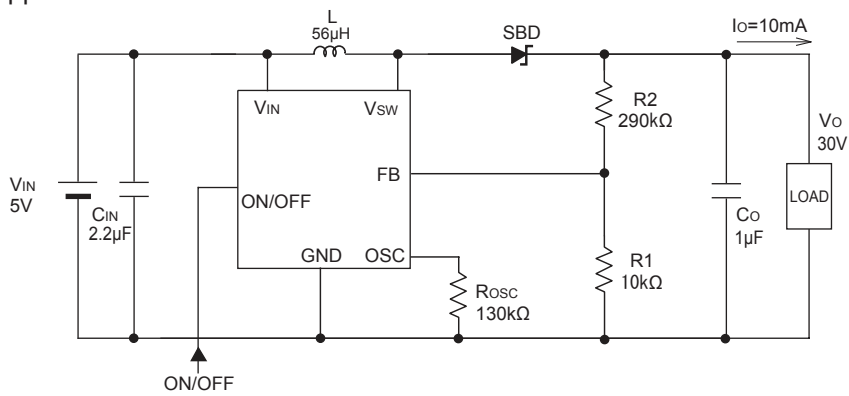 L
56µH
SBD
IO=10mA
VIN
VSW
R2
290kΩ
VO
30V
FB
VIN
5V
CIN
2.2µF
ON/OFF
LOAD
CO
1µF
GND
OSC
R1
10kΩ
ROSC
130kΩ
ON/OFF